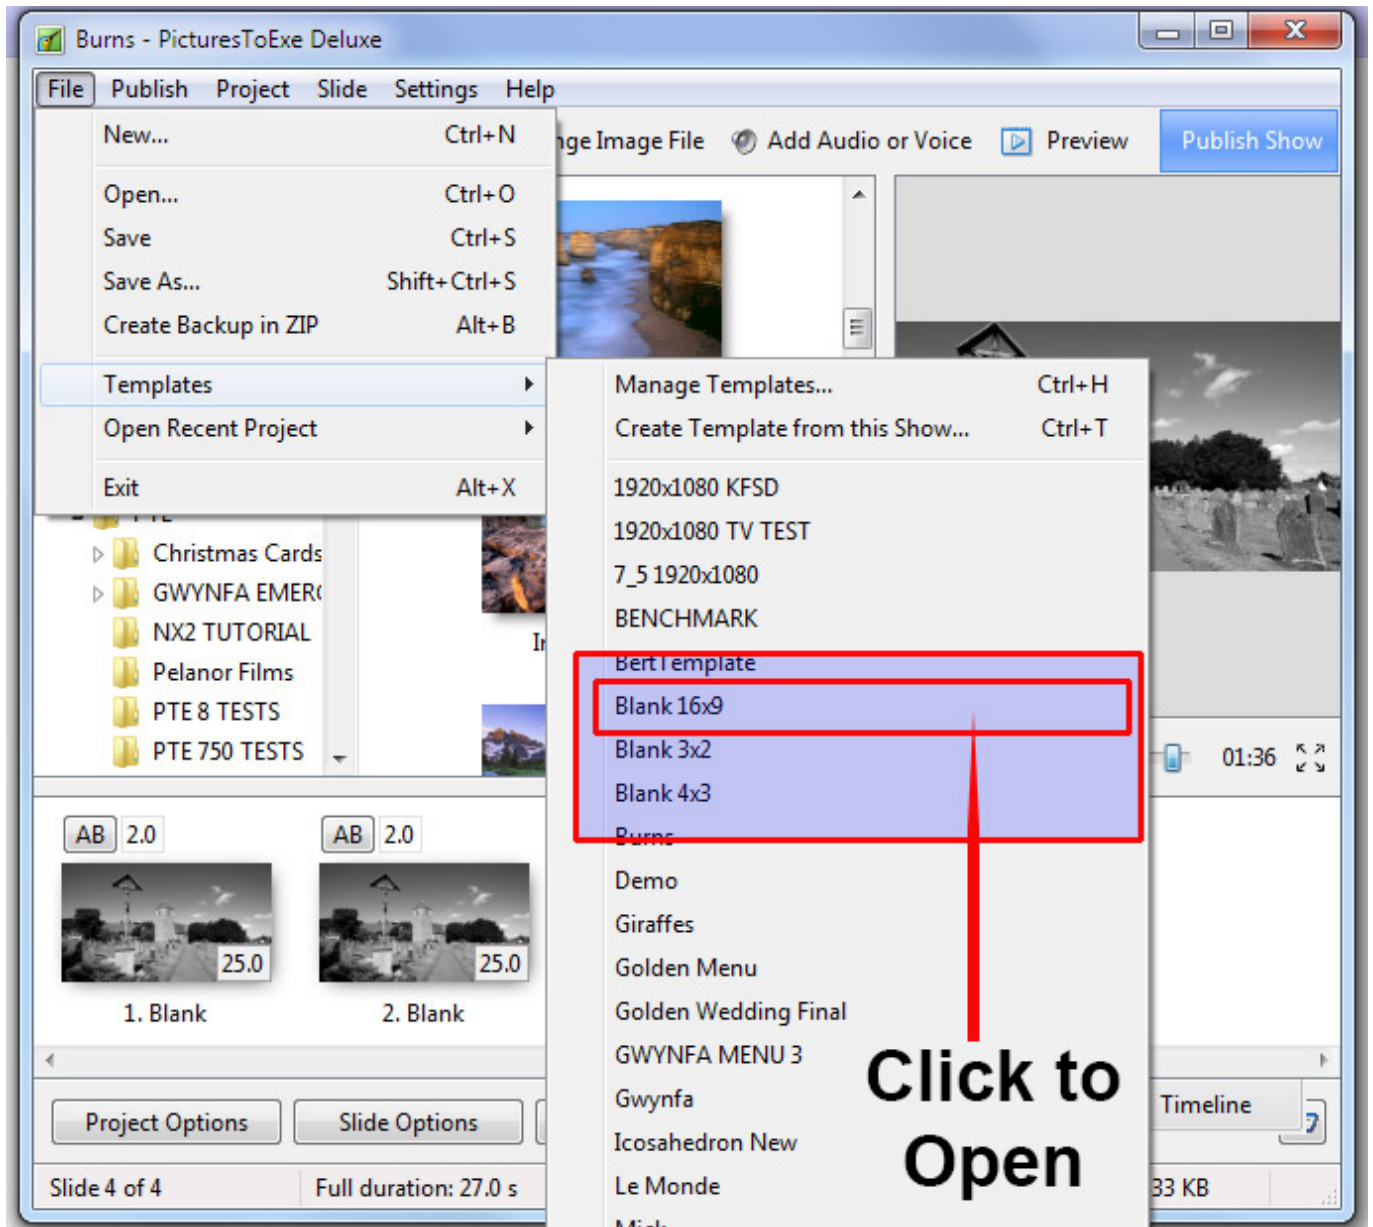 Burns - PicturesToExe Deluxe
File Publish Project Slide Settings Help
New... Ctrl+N
Image File Add Audio or Voice Preview Publish Show
Open... Ctrl+O
Save Ctrl+S
Save As... Shift+Ctrl+S
Create Backup in ZIP Alt+B
Templates
Open Recent Project
Exit Alt+X
Manage Templates... Ctrl+H
Create Template from this Show... Ctrl+T
1920x1080 KFSD
1920x1080 TV TEST
7_5 1920x1080
BENCHMARK
BertTemplate
Blank 16x9
Blank 3x2
Blank 4x3
Burns
Demo
Giraffes
Golden Menu
Golden Wedding Final
GWYNFA MENU 3
Gwynfa
Icosahedron New
Le Monde
Christmas Cards
GWYNFA EMER
NX2 TUTORIAL
Pelanor Films
PTE 8 TESTS
PTE 750 TESTS
01:36
AB 2.0 AB 2.0
25.0 25.0
1. Blank 2. Blank
Click to
Open
Project Options Slide Options Timeline
Slide 4 of 4 Full duration: 27.0 s 33 KB